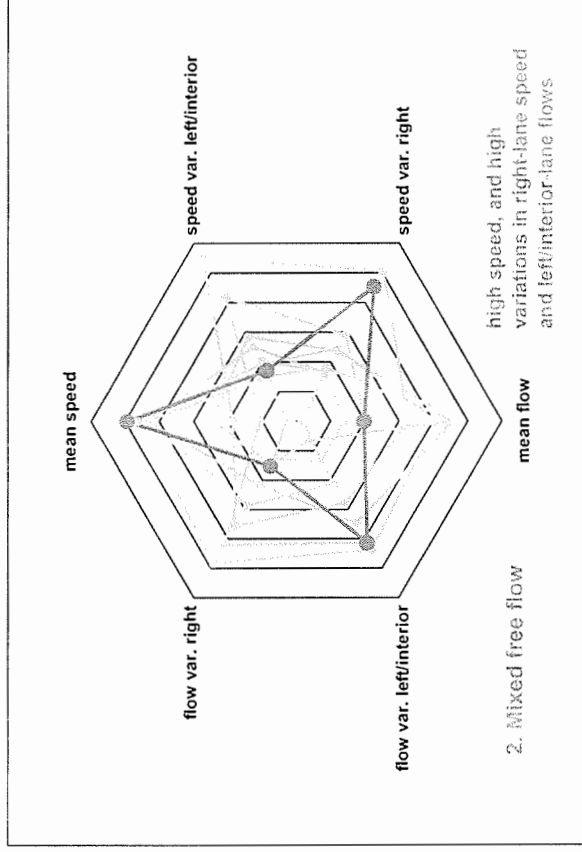 mean speed
flow var. right
speed var. left/interior
flow var. left/interior
speed var. right
mean flow
2. Mixed free flow
high speed, and high
variations in right-lane speed
and left/interior-lane flows